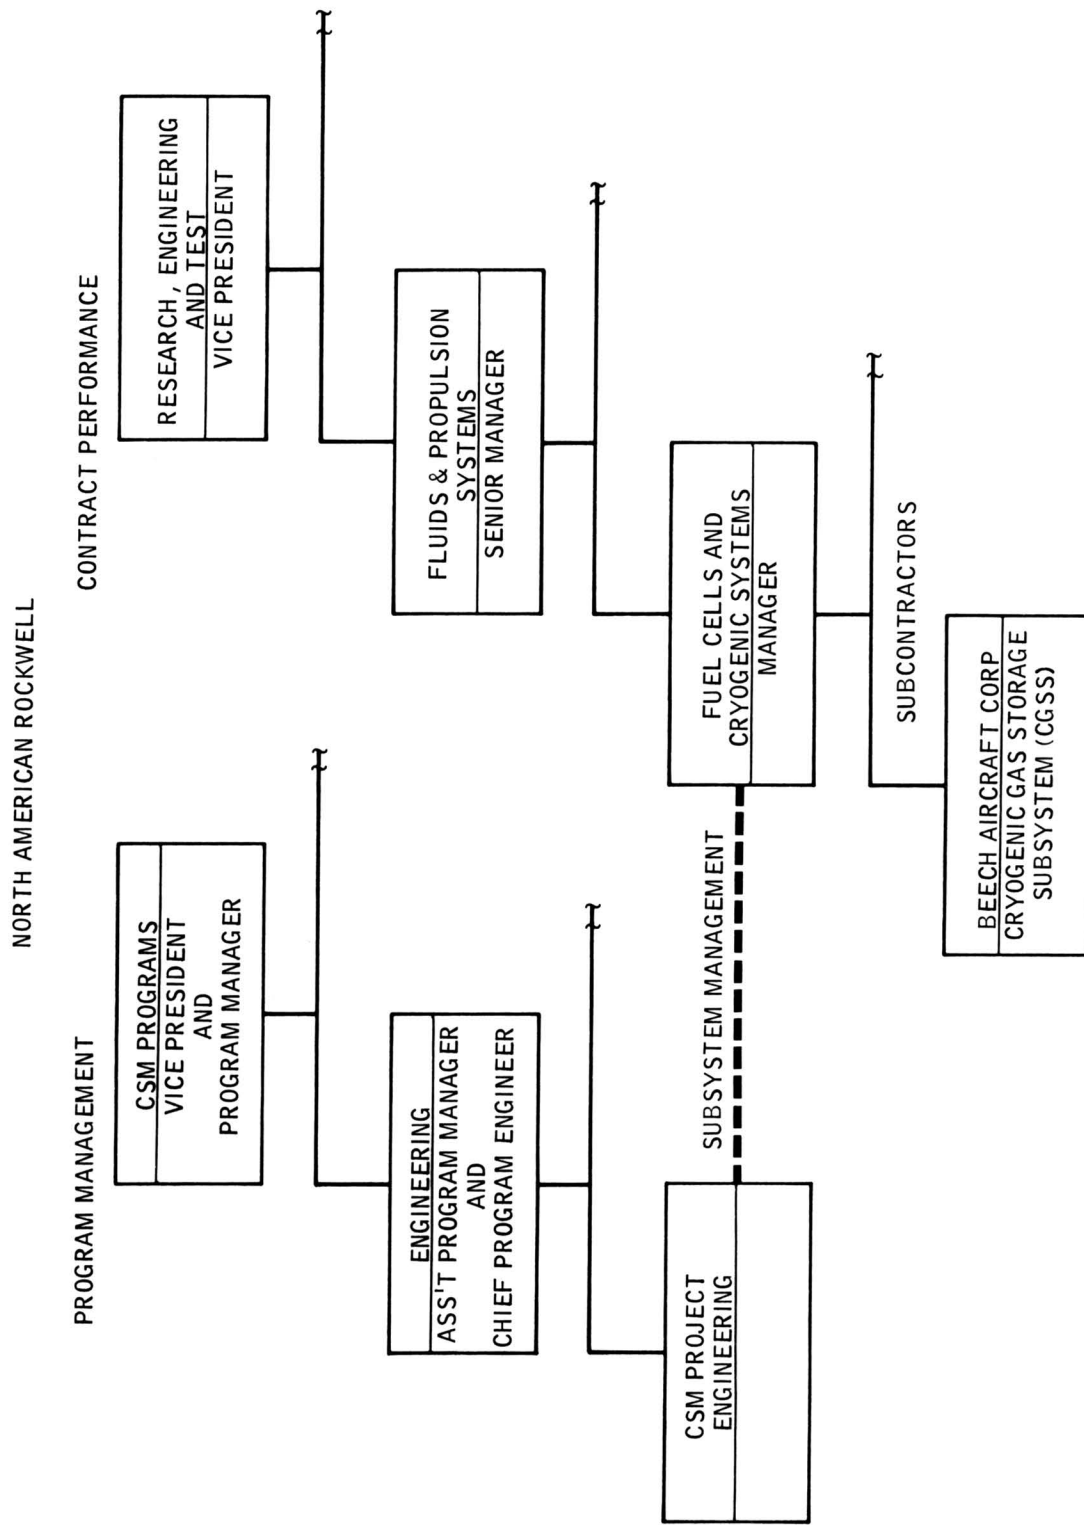 NORTH AMERICAN ROCKWELL
PROGRAM MANAGEMENT
CSM PROGRAMS
VICE PRESIDENT
AND
PROGRAM MANAGER
ENGINEERING
ASS'T PROGRAM MANAGER
AND
CHIEF PROGRAM ENGINEER
CSM PROJECT
ENGINEERING
SUBSYSTEM MANAGEMENT
CONTRACT PERFORMANCE
RESEARCH, ENGINEERING
AND TEST
VICE PRESIDENT
FLUIDS & PROPULSION
SYSTEMS
SENIOR MANAGER
FUEL CELLS AND
CRYOGENIC SYSTEMS
MANAGER
SUBCONTRACTORS
BEECH AIRCRAFT CORP
CRYOGENIC GAS STORAGE
SUBSYSTEM (CGSS)